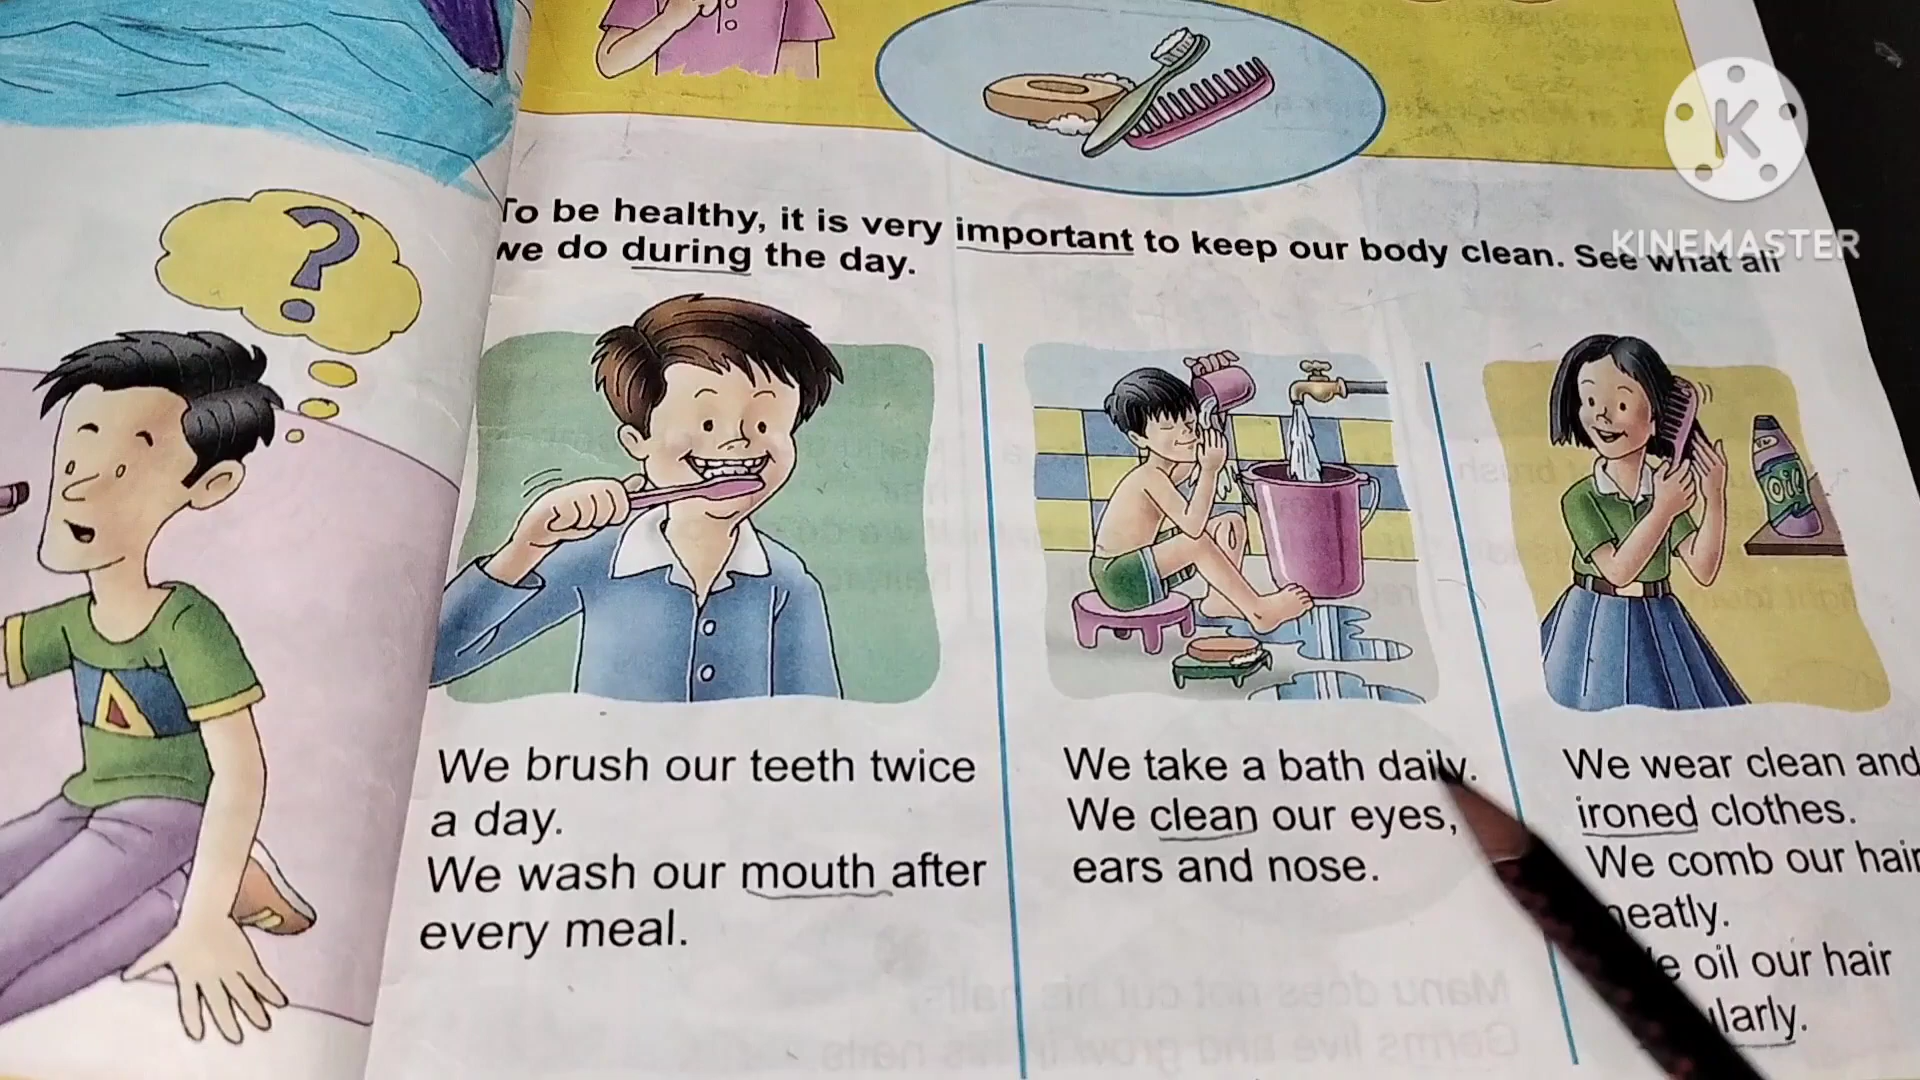 KINEMASTER
To be healthy, it is very important to keep our body clean. See what all
we do during the day.
We brush our teeth twice
a day.
We wash our mouth after
every meal.
We take a bath daily.
We clean our eyes,
ears and nose.
oil
We wear clean and
ironed clothes.
We comb our hair
neatly.
oil our hair